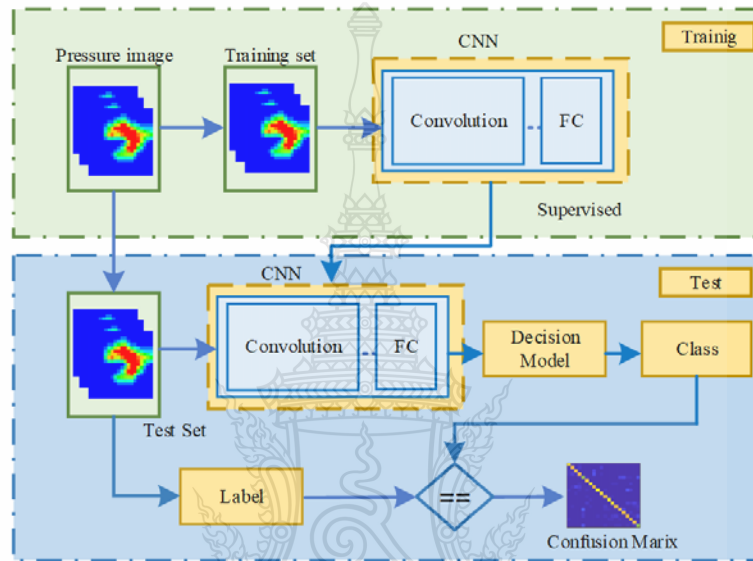 CNN
Trainig
Pressure image
Training set
Convolution
FC
Supervised
CNN
Test
Convolution
FC
Decision
Model
Class
Test Set
Label
==
Confusion Marix